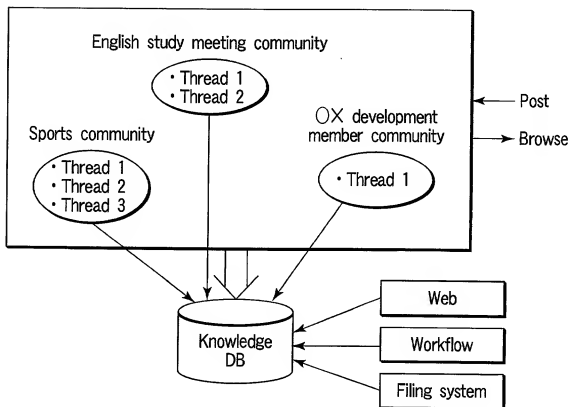 English study meeting community
・Thread 1
・Thread 2
Sports community
・Thread 1
・Thread 2
・Thread 3
○× development
member community
・Thread 1
Post
Browse
Knowledge
DB
Web
Workflow
Filing system